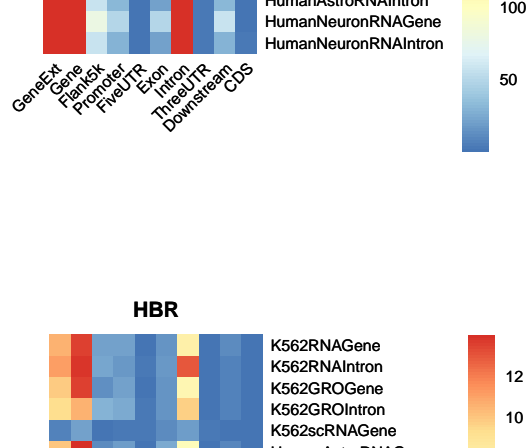 HumanAstroRNAIntron
100
HumanNeuronRNAGene
HumanNeuronRNAIntron
50
GeneExt
Gene
Flank5k
Promoter
FiveUTR
Exon
Intron
ThreeUTR
Downstream
CDS
HBR
K562RNAGene
K562RNAIntron
K562GROGene
12
K562GROIntron
10
K562scRNAGene